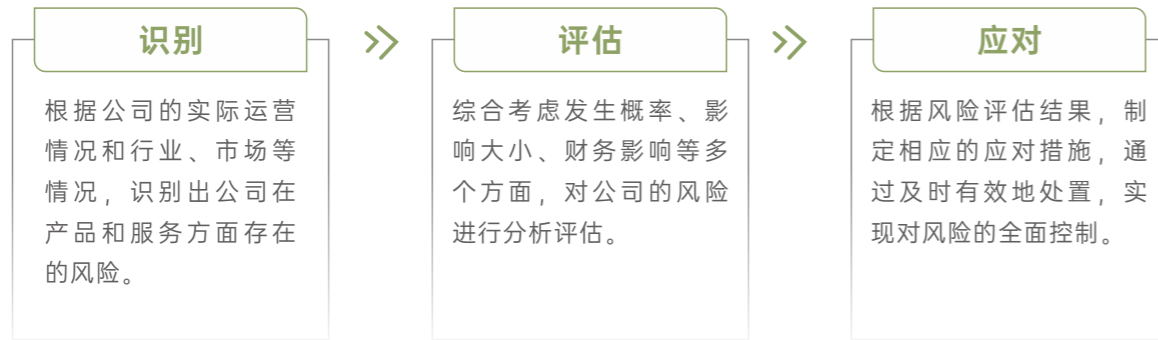 识别
根据公司的实际运营
情况和行业、市场等
情况，识别出公司在
产品和服务方面存在
的风险。
评估
综合考虑发生概率、影
响大小、财务影响等多
个方面，对公司的风险
进行分析评估。
应对
根据风险评估结果，制
定相应的应对措施，通
过及时有效地处置，实
现对风险的全面控制。